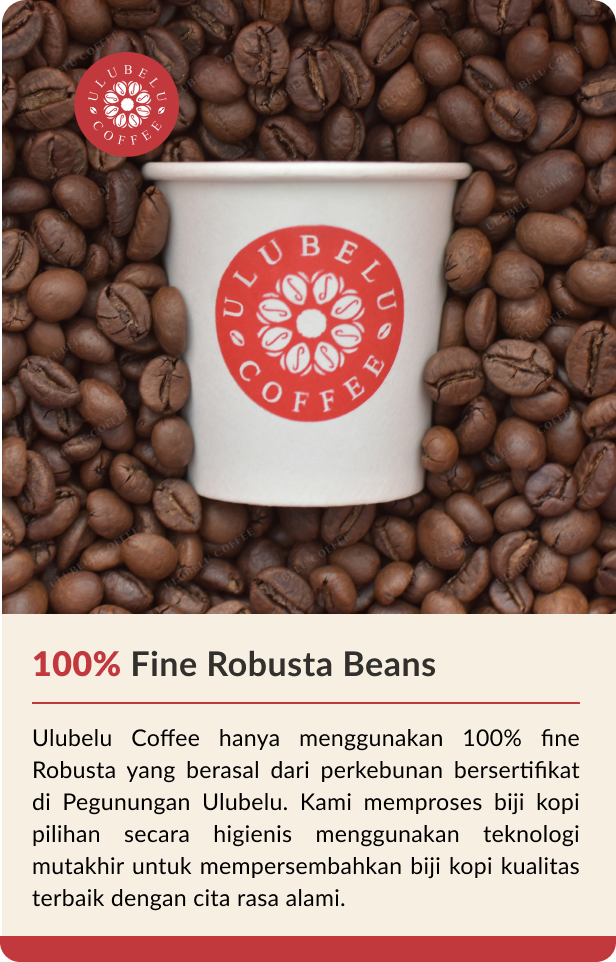 ULUBELU
COFFEE
ULUBELU
COFFEE
100% Fine Robusta Beans
Ulubelu Coffee hanya menggunakan 100% fine
Robusta yang berasal dari perkebunan bersertifikat
di Pegunungan Ulubelu. Kami memproses biji kopi
pilihan secara higienis menggunakan teknologi
mutakhir untuk mempersembahkan biji kopi kualitas
terbaik dengan cita rasa alami.